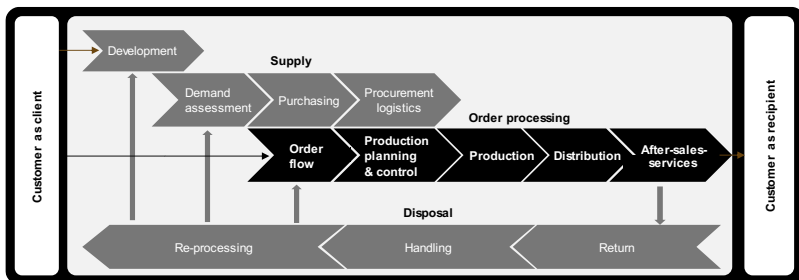 Customer as client
Development
Supply
Demand
assessment
Purchasing
Procurement
logistics
Order processing
Order
flow
Production
planning
& control
Production
Distribution
After-sales-
services
Disposal
Re-processing
Handling
Return
Customer as recipient